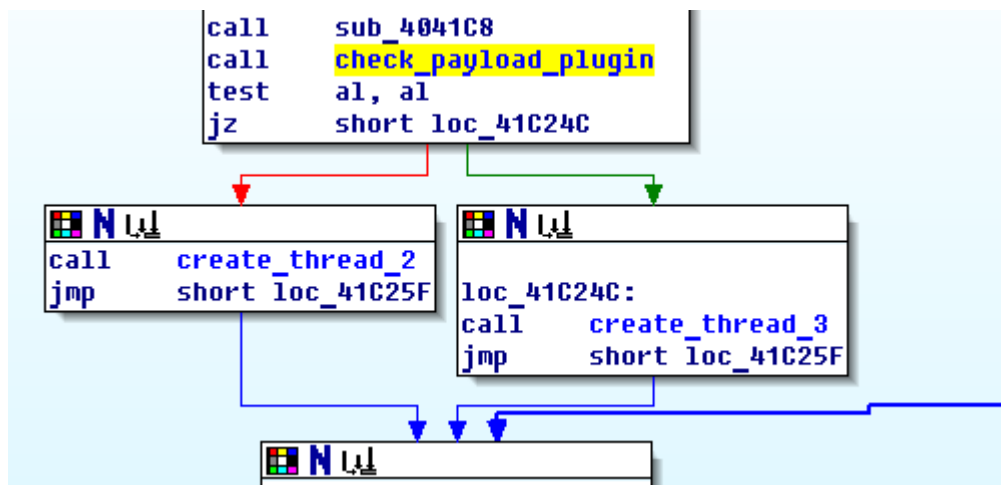 call sub_4041C8
call check_payload_plugin
test al, al
jz short loc_41C24C
N
call create_thread_2
jmp short loc_41C25F
N
loc_41C24C:
call create_thread_3
jmp short loc_41C25F
N